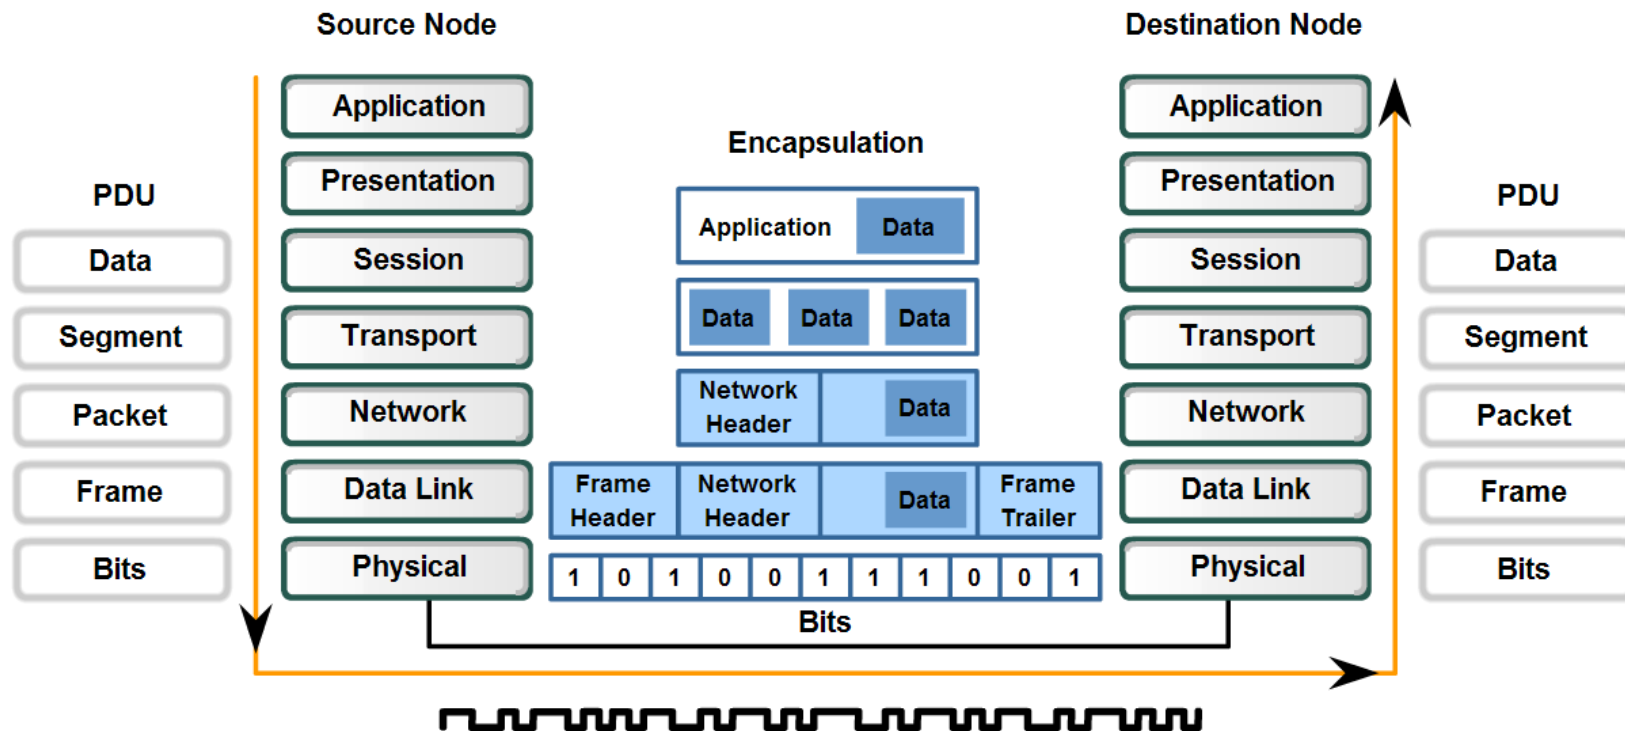 Source Node
Destination Node
Application
Application
Encapsulation
Presentation
Presentation
PDU
PDU
Application Data
Data
Session
Session
Data
Data Data Data
Segment
Transport
Transport
Segment
Network
Header
Data
Packet
Network
Network
Packet
Frame
Header
Network
Header
Data
Frame
Trailer
Frame
Data Link
Data Link
Frame
Bits
Physical
1 0 1 0 0 1 1 1 0 0 1
Physical
Bits
Bits